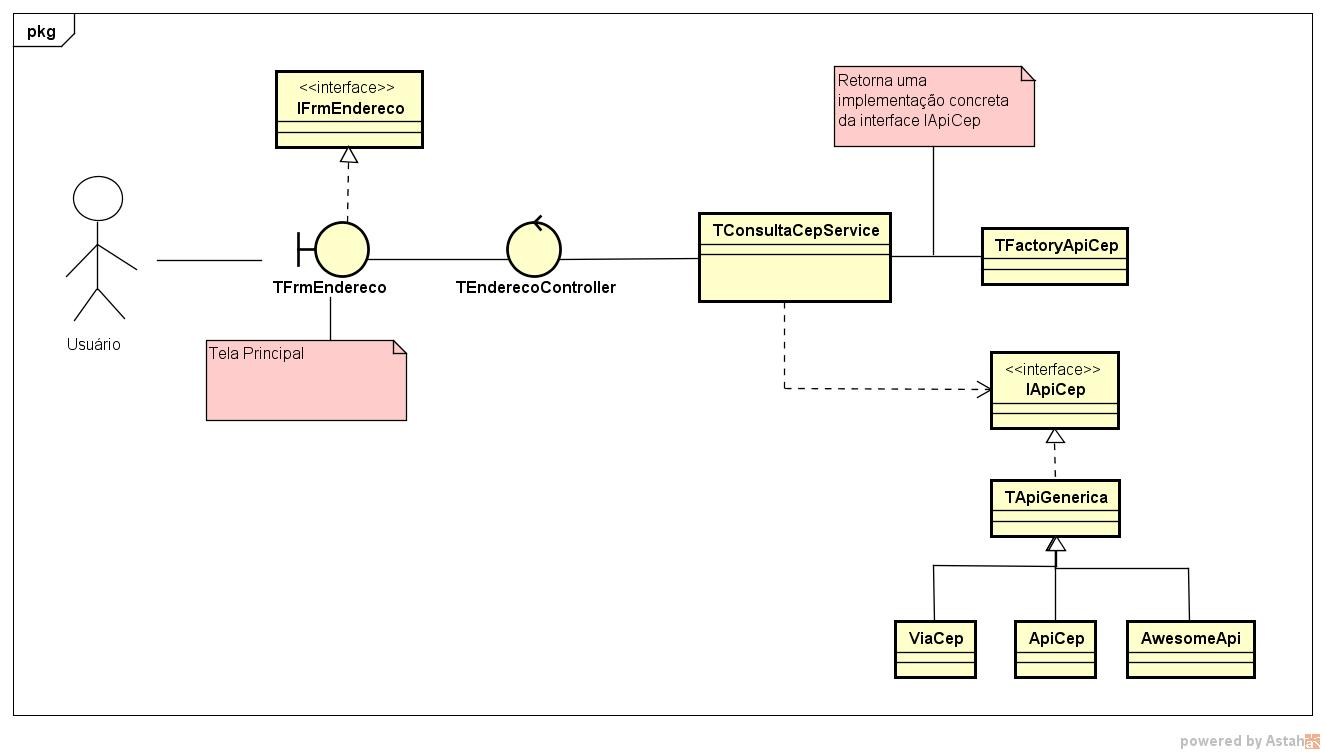 pkg
<<interface>>
IFrmEndereco
Retorna uma
implementação concreta
da interface IApiCep
TConsultaCepService
TFactoryApiCep
TFrmEndereco
TEnderecoController
Usuário
Tela Principal
<<interface>>
IApiCep
TApiGenerica
ViaCep
ApiCep
AwesomeApi
powered by Astah